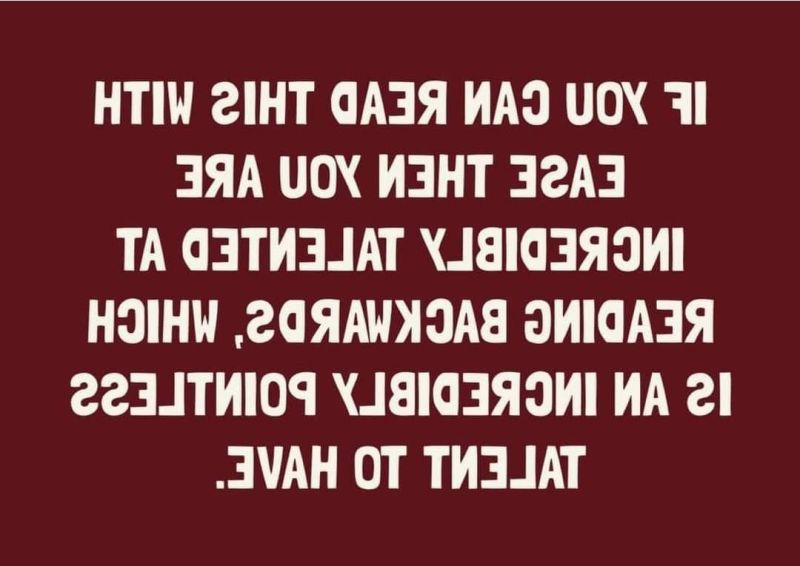 IF YOU CAN READ THIS WITH
EASE THEN YOU ARE
INCREDIBLY TALENTED AT
READING BACKWARDS, WHICH
IS AN INCREDIBLY POINTLESS
TALENT TO HAVE.